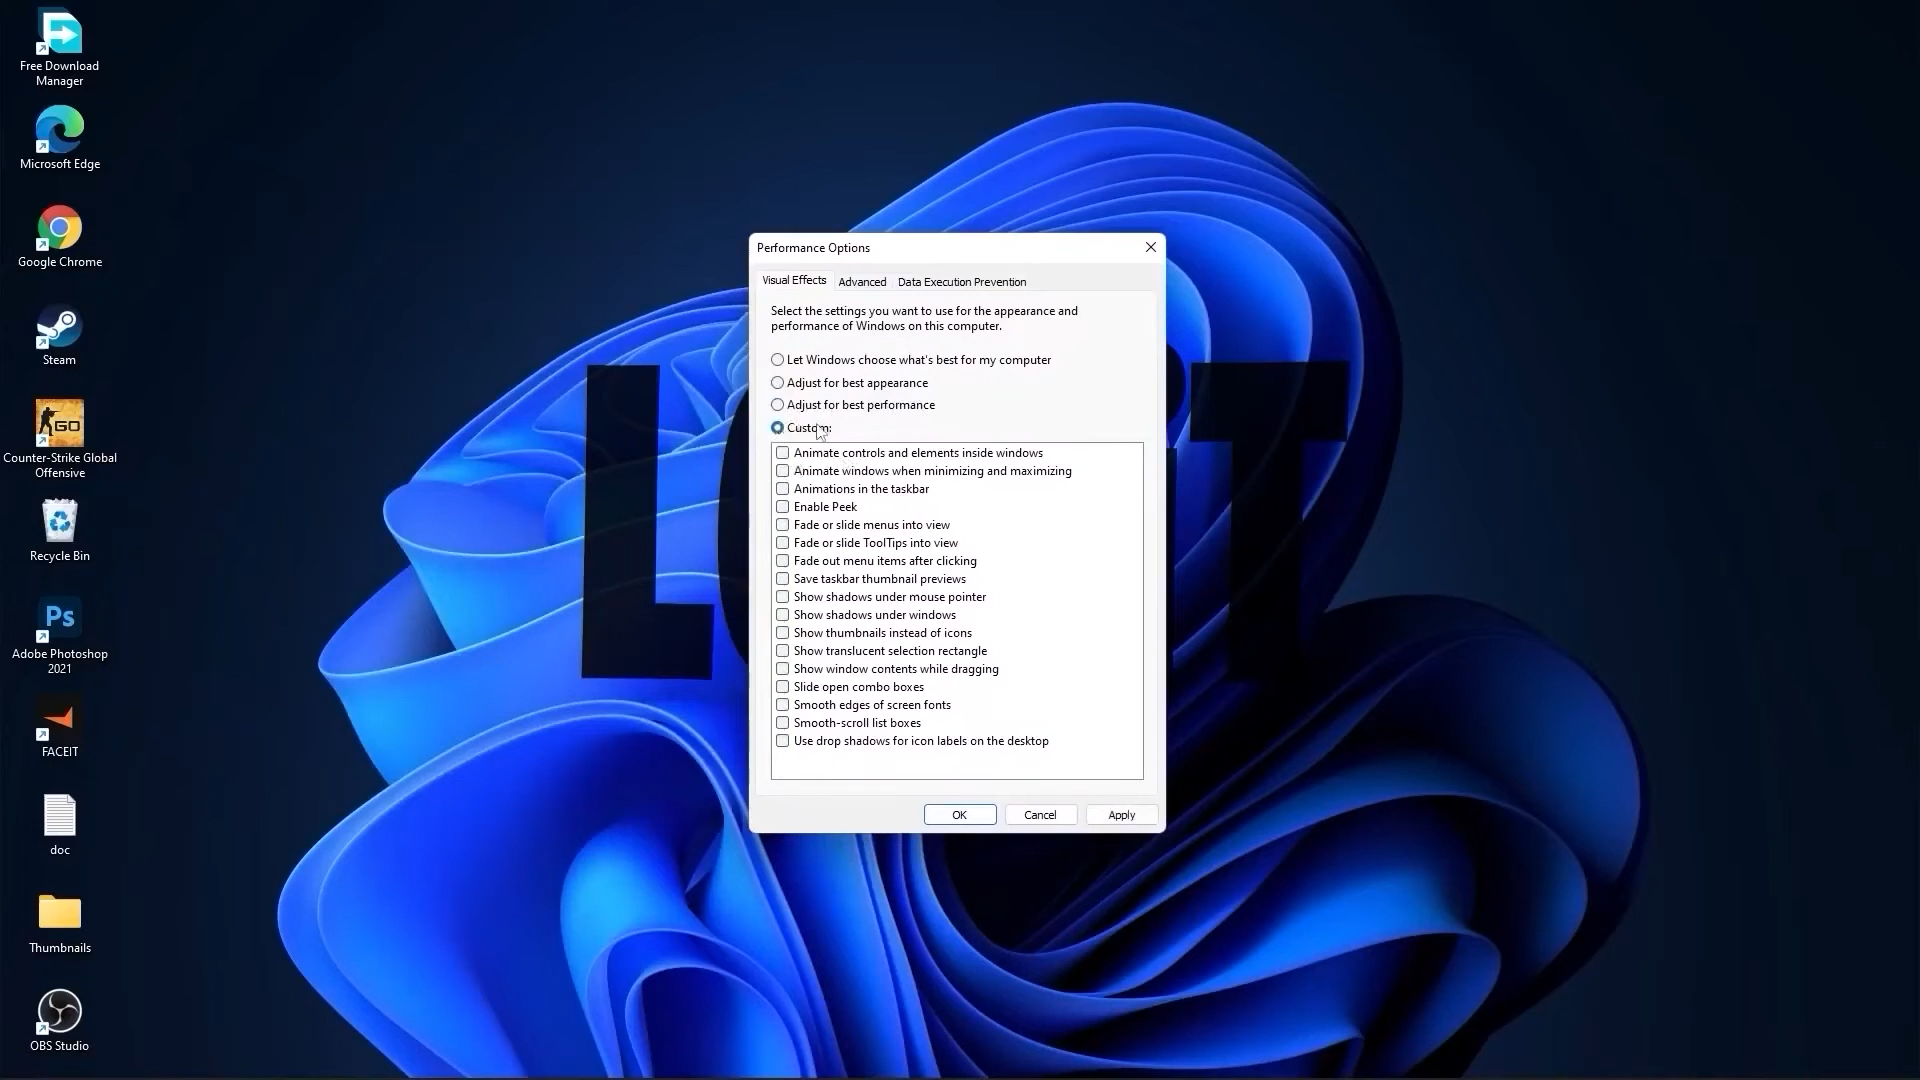 Free Download
Manager
Microsoft Edge
Google Chrome
Steam
GO
Counter-Strike Global
Offensive
Recycle Bin
Ps
Adobe Photoshop
2021
FACEIT
doc
Thumbnails
OBS Studio
Performance Options
Visual Effects
Advanced
Data Execution Prevention
Select the settings you want to use for the appearance and
performance of Windows on this computer.
Let Windows choose what's best for my computer
Adjust for best appearance
Adjust for best performance
Custom:
Animate controls and elements inside windows
Animate windows when minimizing and maximizing
Animations in the taskbar
Enable Peek
Fade or slide menus into view
Fade or slide ToolTips into view
Fade out menu items after clicking
Save taskbar thumbnail previews
Show shadows under mouse pointer
Show shadows under windows
Show thumbnails instead of icons
Show translucent selection rectangle
Show window contents while dragging
Slide open combo boxes
Smooth edges of screen fonts
Smooth-scroll list boxes
Use drop shadows for icon labels on the desktop
OK
Cancel
Apply